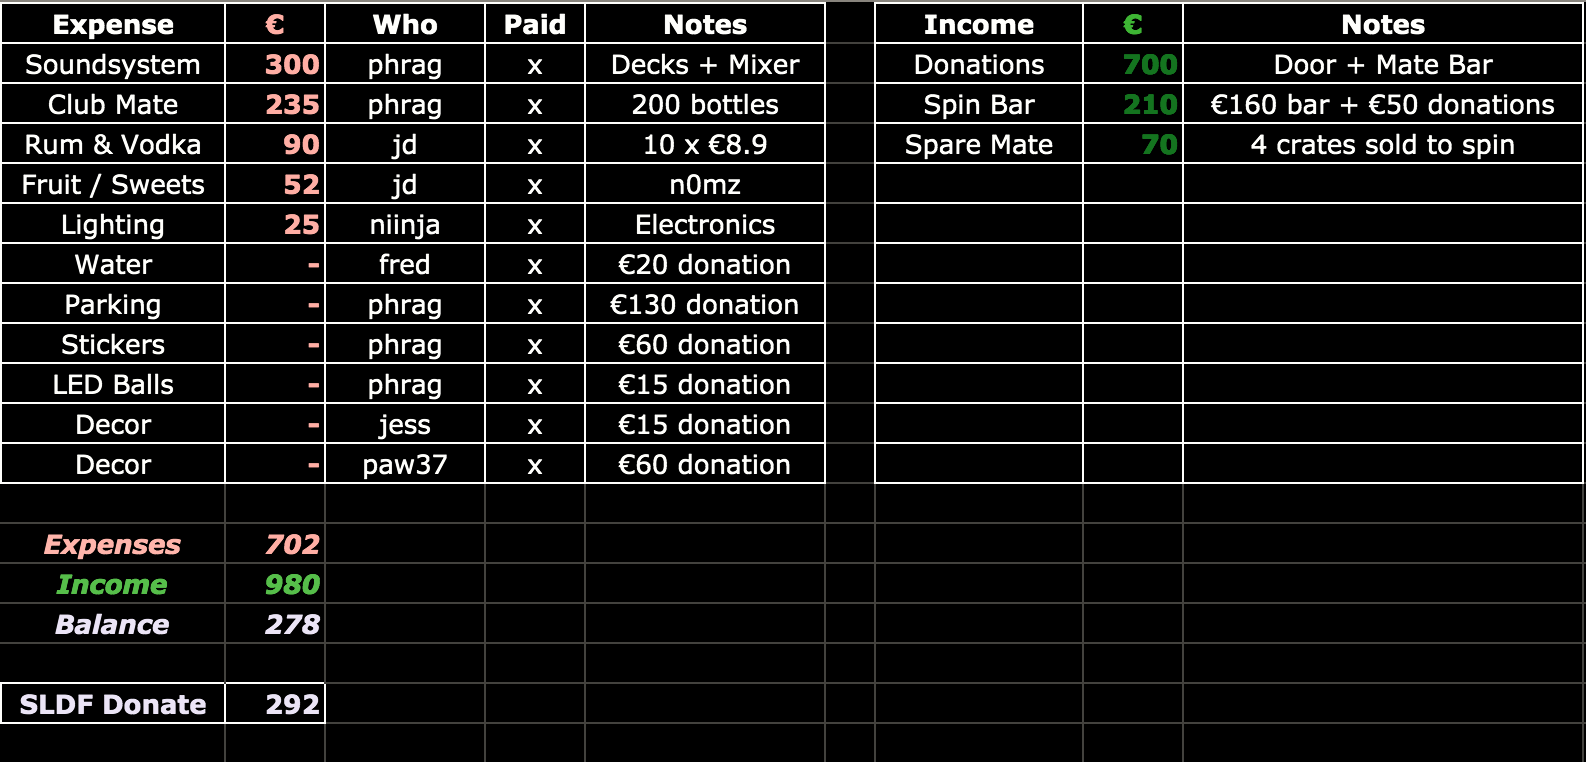 Expense € Who Paid Notes Income € Notes
Soundsystem 300 phrag x Decks + Mixer Donations 700 Door + Mate Bar
Club Mate 235 phrag x 200 bottles Spin Bar 210 €160 bar + €50 donations
Rum & Vodka 90 jd x 10 x €8.9 Spare Mate 70 4 crates sold to spin
Fruit / Sweets 52 jd x n0mz
Lighting 25 niinja x Electronics
Water - fred x €20 donation
Parking - phrag x €130 donation
Stickers - phrag x €60 donation
LED Balls - phrag x €15 donation
Decor - jess x €15 donation
Decor - paw37 x €60 donation
Expenses 702
Income 980
Balance 278
SLDF Donate 292